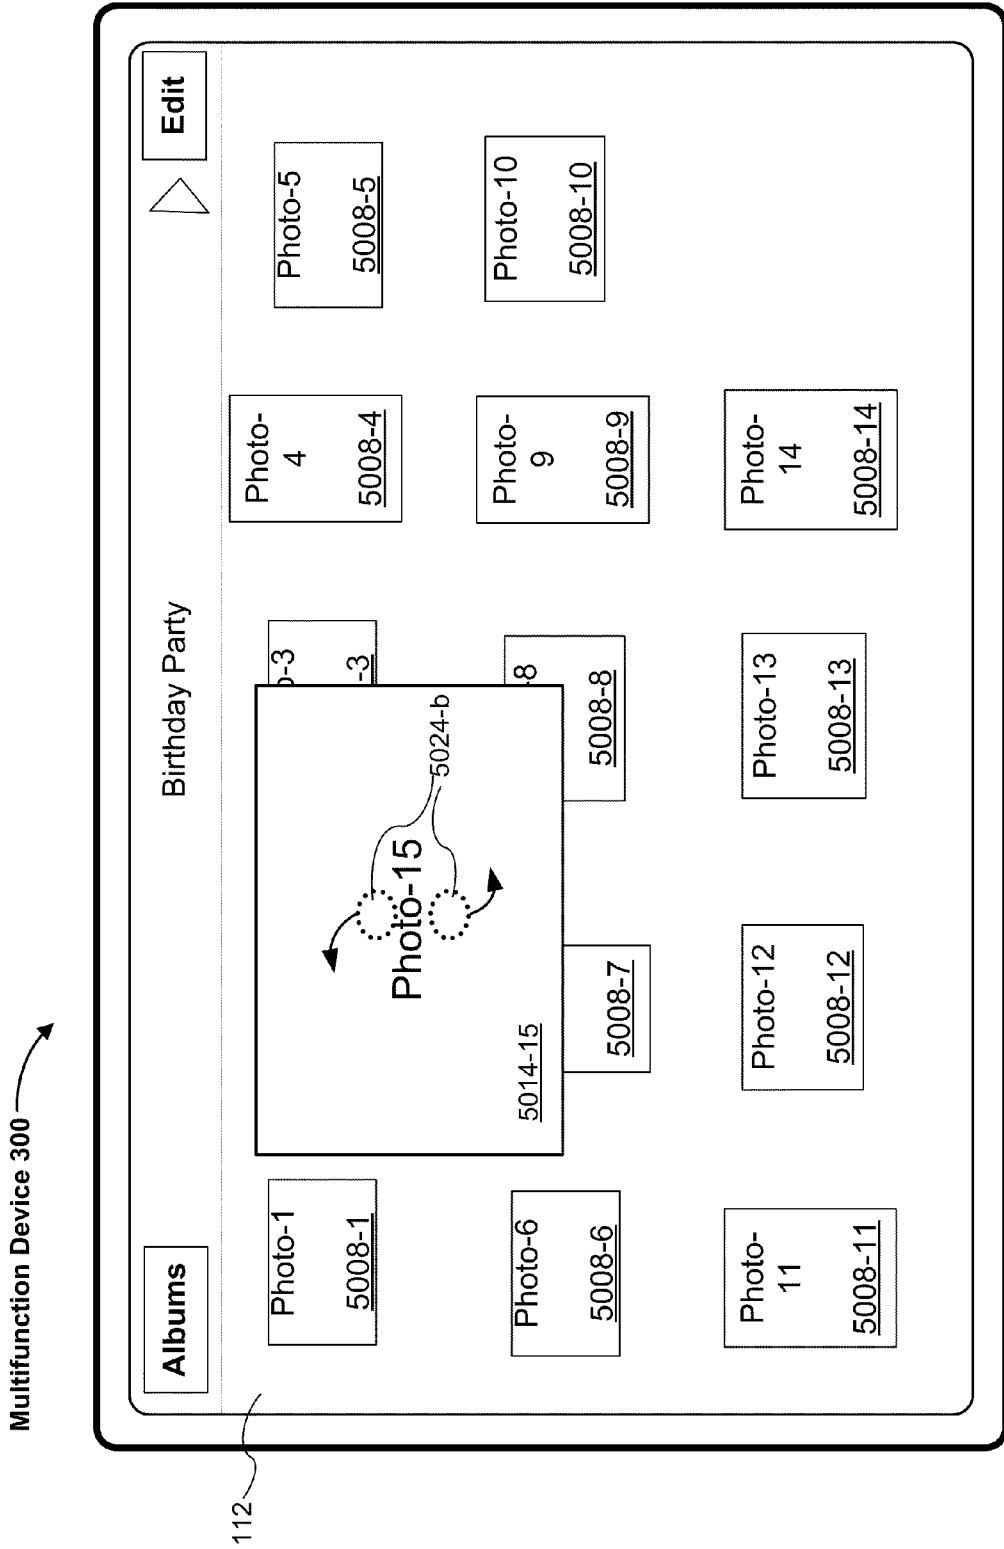 Multifunction Device 300
112
Albums
Birthday Party
Edit
Photo-1
5008-1
o-3
-3
Photo-
4
5008-4
Photo-5
5008-5
Photo-15
5014-15
5024-b
Photo-6
5008-6
5008-7
-8
5008-8
Photo-
9
5008-9
Photo-10
5008-10
Photo-
11
5008-11
Photo-12
5008-12
Photo-13
5008-13
Photo-
14
5008-14